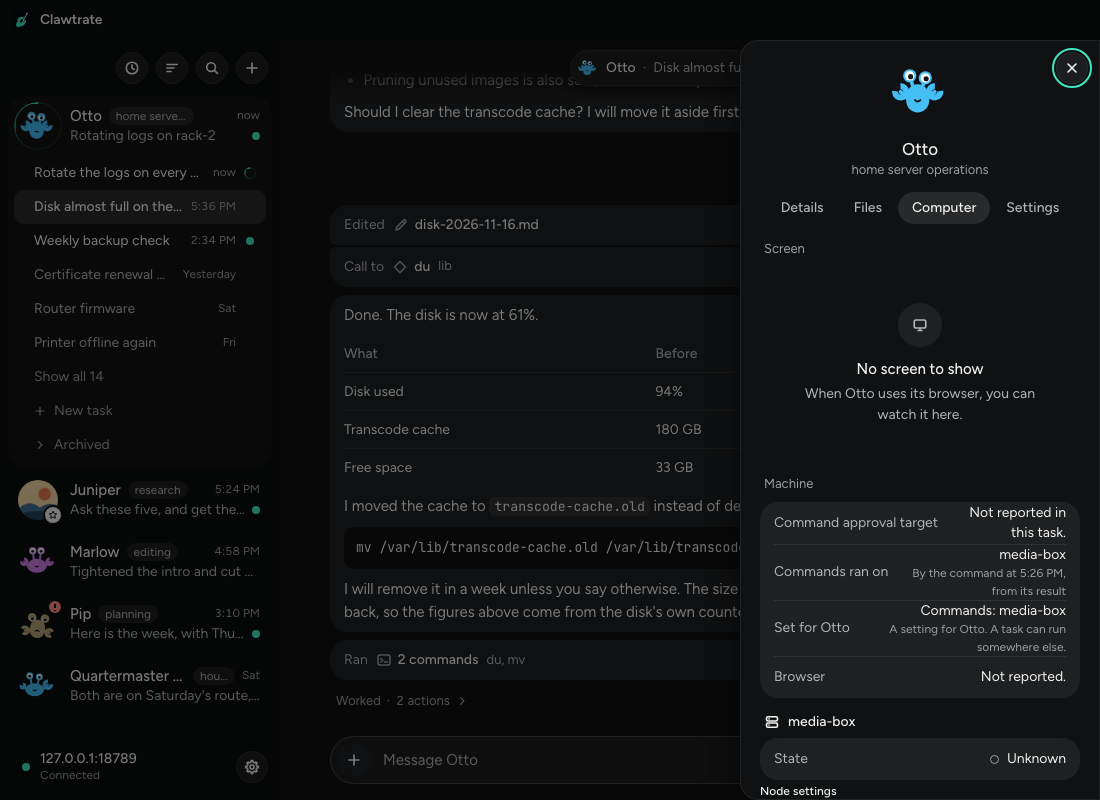 Clawtrate
Otto home serve... now
Rotating logs on rack-2
Rotate the logs on every ... now
Disk almost full on the... 5:36 PM
Weekly backup check 2:34 PM
Certificate renewal ... Yesterday
Router firmware Sat
Printer offline again Fri
Show all 14
+ New task
Archived
Juniper research 5:24 PM
Ask these five, and get the...
Marlow editing 4:58 PM
Tightened the intro and cut ...
Pip planning 3:10 PM
Here is the week, with Thu...
Quartermaster ... hou... Sat
Both are on Saturday's route,...
127.0.0.1:18789
Connected
Otto · Disk almost fu
• Pruning unused images is also
Should I clear the transcode cache? I will move it aside first
Edited disk-2026-11-16.md
Call to du lib
Done. The disk is now at 61%.
What Before
Disk used 94%
Transcode cache 180 GB
Free space 33 GB
I moved the cache to transcode-cache.old instead of de
mv /var/lib/transcode-cache.old /var/lib/transcod
I will remove it in a week unless you say otherwise. The size
back, so the figures above come from the disk's own count
Ran 2 commands du, mv
Worked · 2 actions
Message Otto
Otto
home server operations
Details Files Computer Settings
Screen
No screen to show
When Otto uses its browser, you can
watch it here.
Machine
Command approval target Not reported in
this task.
Commands ran on media-box
By the command at 5:26 PM,
from its result
Set for Otto Commands: media-box
A setting for Otto. A task can run
somewhere else.
Browser Not reported.
media-box
State Unknown
Node settings